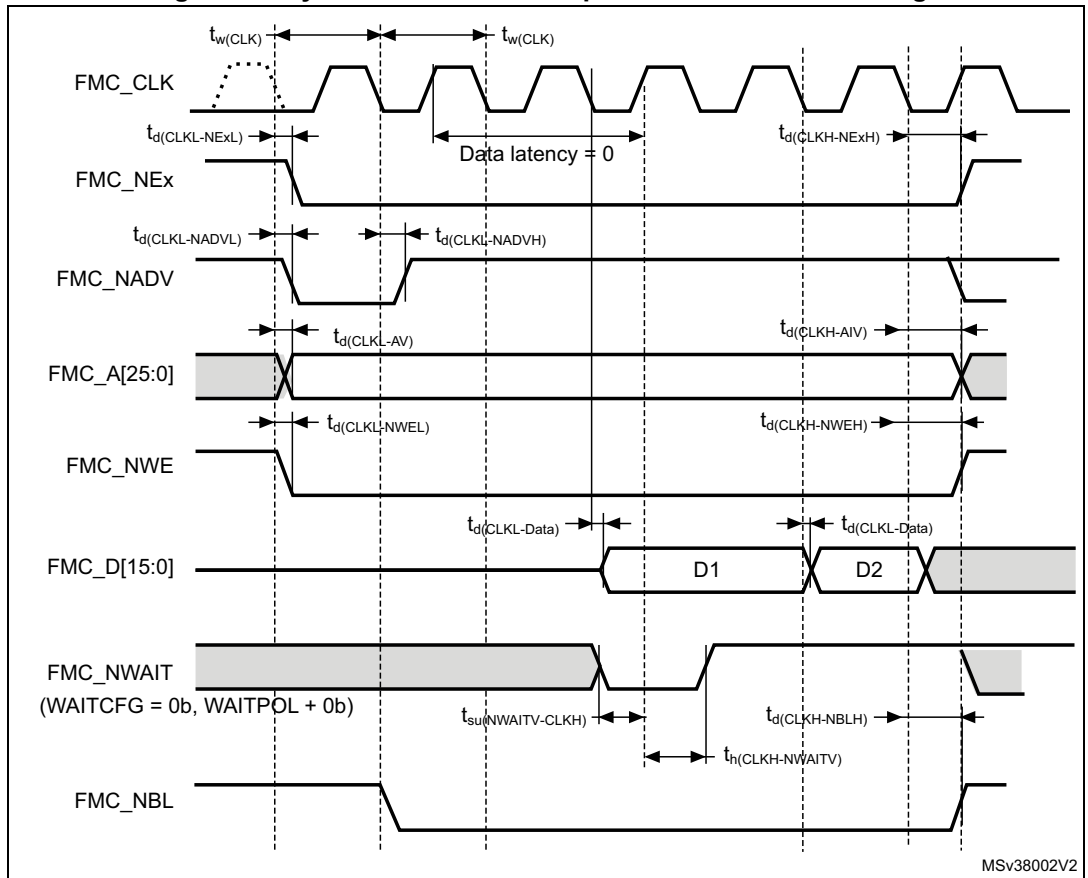 tw(CLK) tw(CLK)
FMC_CLK
td(CLKL-NExL) Data latency = 0 td(CLKH-NExH)
FMC_NEx
td(CLKL-NADVL) td(CLKL-NADVH)
FMC_NADV
td(CLKL-AV) td(CLKH-AIV)
FMC_A[25:0]
td(CLKL-NWEL) td(CLKH-NWEH)
FMC_NWE
td(CLKL-Data) td(CLKL-Data)
FMC_D[15:0] D1 D2
FMC_NWAIT
(WAITCFG = 0b, WAITPOL + 0b)
tsu(NWAITV-CLKH) td(CLKH-NBLH)
th(CLKH-NWAITV)
FMC_NBL
MSv38002V2